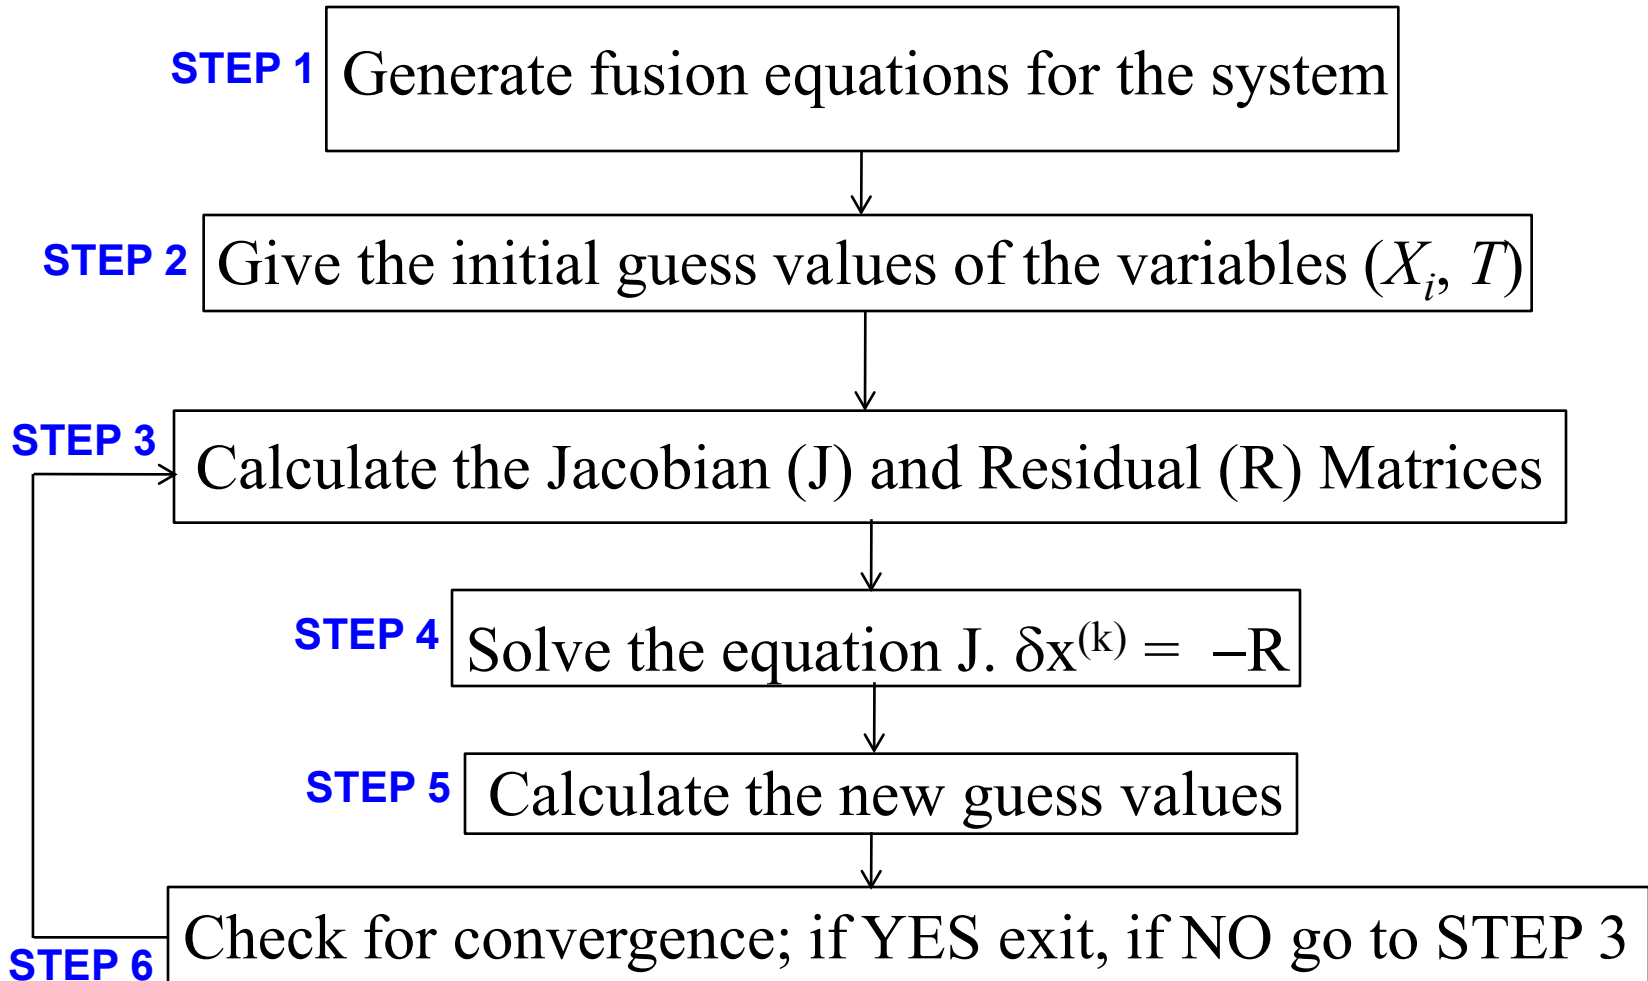 STEP 1
Generate fusion equations for the system
STEP 2
Give the initial guess values of the variables (Xᵢ, T)
STEP 3
Calculate the Jacobian (J) and Residual (R) Matrices
STEP 4
Solve the equation J. δx⁽ᵏ⁾ = –R
STEP 5
Calculate the new guess values
STEP 6
Check for convergence; if YES exit, if NO go to STEP 3